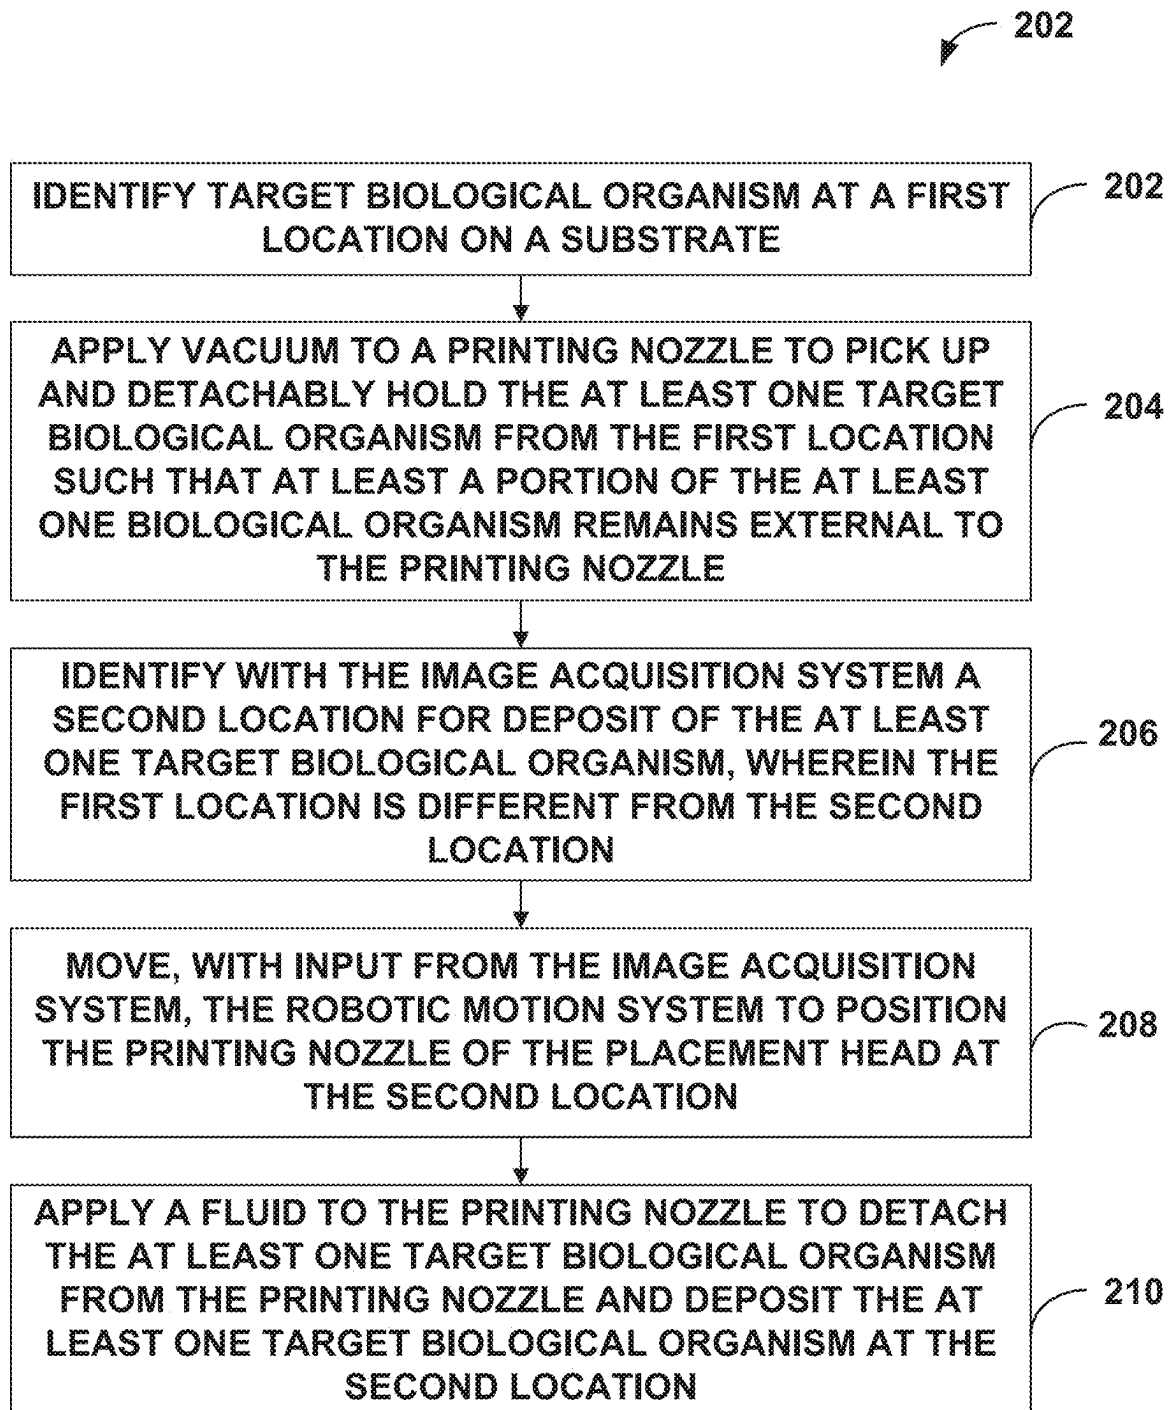 202
IDENTIFY TARGET BIOLOGICAL ORGANISM AT A FIRST
LOCATION ON A SUBSTRATE
202
APPLY VACUUM TO A PRINTING NOZZLE TO PICK UP
AND DETACHABLY HOLD THE AT LEAST ONE TARGET
BIOLOGICAL ORGANISM FROM THE FIRST LOCATION
SUCH THAT AT LEAST A PORTION OF THE AT LEAST
ONE BIOLOGICAL ORGANISM REMAINS EXTERNAL TO
THE PRINTING NOZZLE
204
IDENTIFY WITH THE IMAGE ACQUISITION SYSTEM A
SECOND LOCATION FOR DEPOSIT OF THE AT LEAST
ONE TARGET BIOLOGICAL ORGANISM, WHEREIN THE
FIRST LOCATION IS DIFFERENT FROM THE SECOND
LOCATION
206
MOVE, WITH INPUT FROM THE IMAGE ACQUISITION
SYSTEM, THE ROBOTIC MOTION SYSTEM TO POSITION
THE PRINTING NOZZLE OF THE PLACEMENT HEAD AT
THE SECOND LOCATION
208
APPLY A FLUID TO THE PRINTING NOZZLE TO DETACH
THE AT LEAST ONE TARGET BIOLOGICAL ORGANISM
FROM THE PRINTING NOZZLE AND DEPOSIT THE AT
LEAST ONE TARGET BIOLOGICAL ORGANISM AT THE
SECOND LOCATION
210